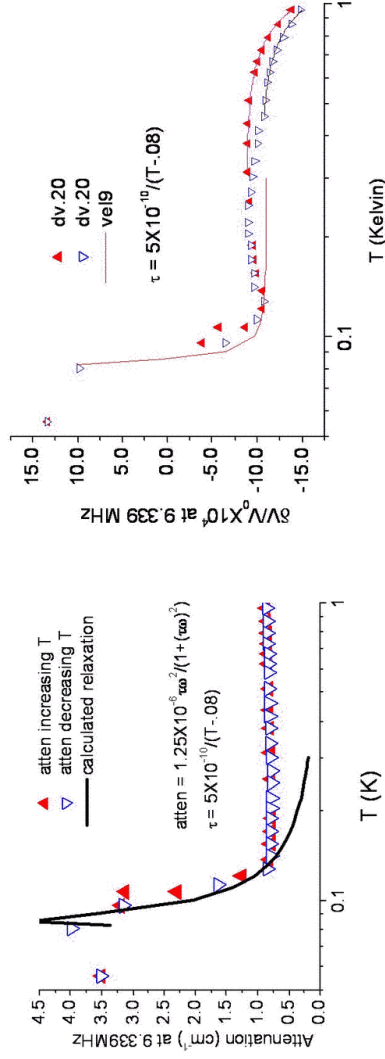 4.5
4.0
3.5
3.0
2.5
2.0
1.5
1.0
0.5
0.0
Attenuation (cm⁻¹) at 9.339MHz
atten increasing T
atten decreasing T
calculated relaxation
atten = 1.25X10⁻⁶ τω²/(1+(τω)²)
τ = 5X10⁻¹⁰/(T-.08)
0.1
1
T (K)
15.0
10.0
5.0
0.0
-5.0
-10.0
-15.0
δV/V₀X10⁴ at 9.339 MHz
dv.20
dv.20
vel9
τ = 5X10⁻¹⁰/(T-.08)
0.1
1
T (Kelvin)